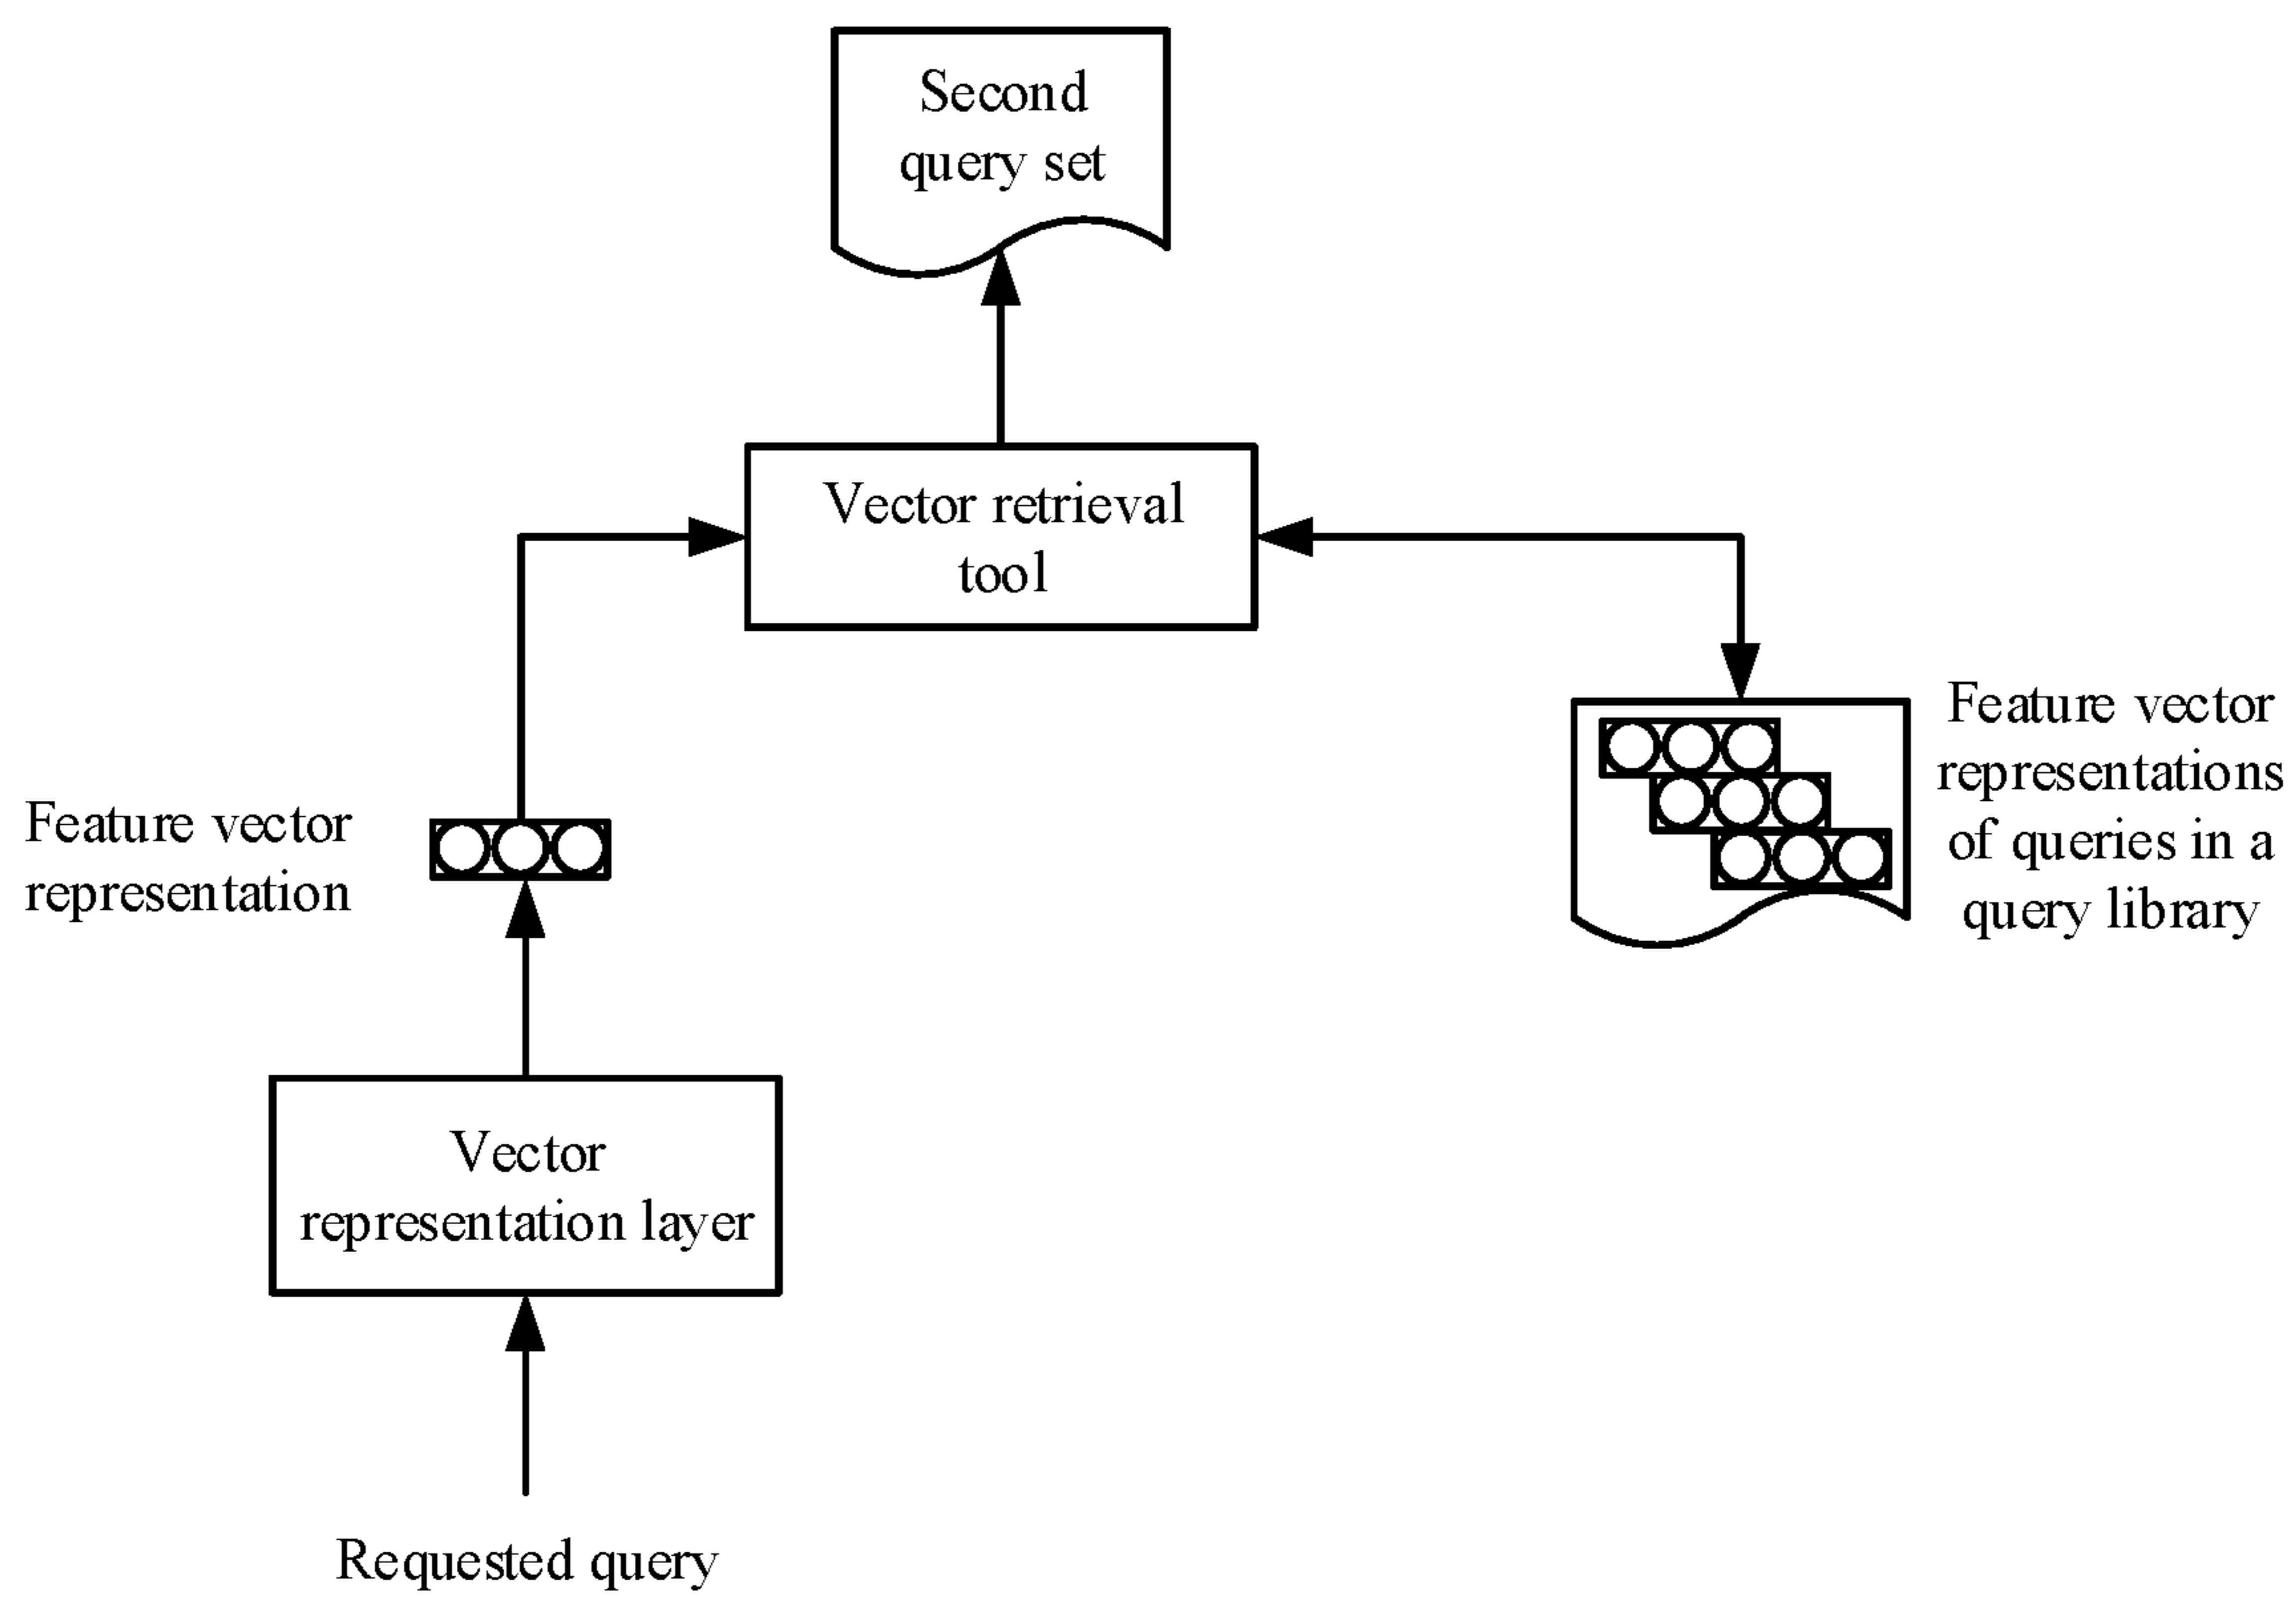 Second
query set
Vector retrieval
tool
Feature vector
representations
of queries in a
query library
Feature vector
representation
Vector
representation layer
Requested query